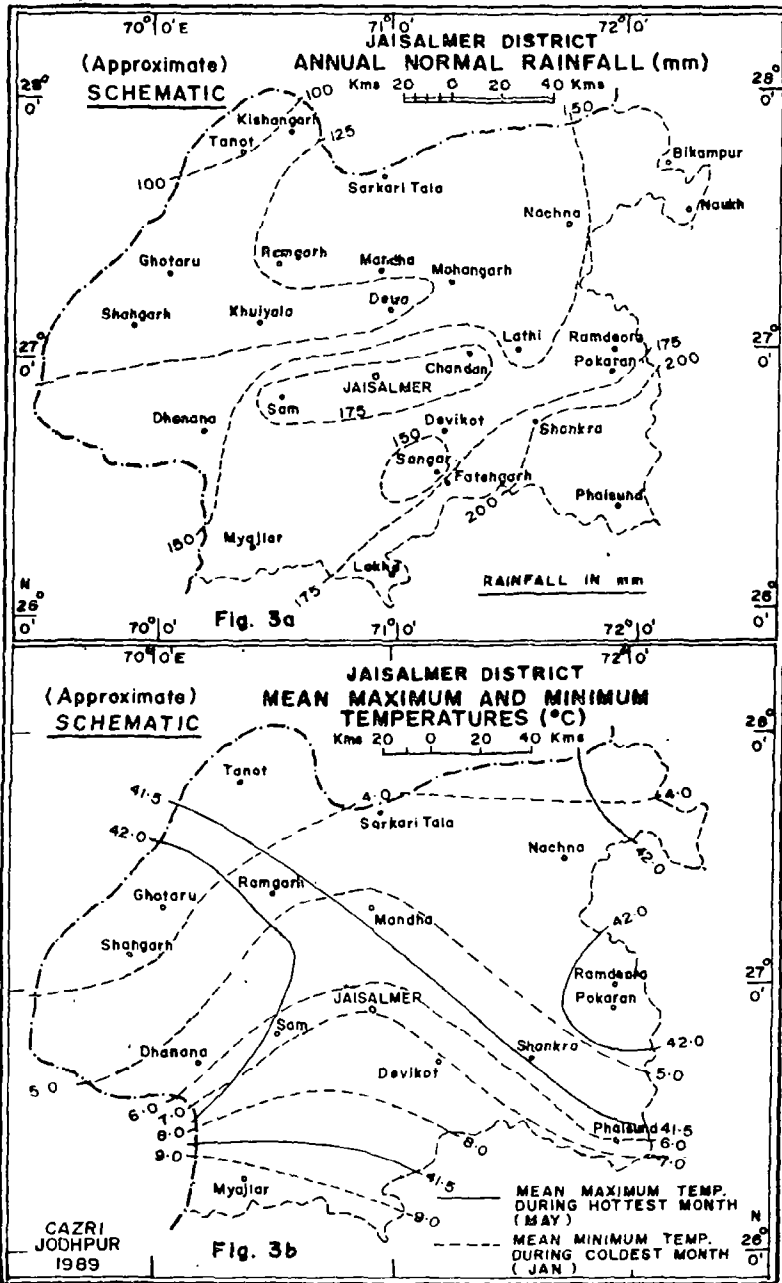 70°0'E 71°0' 72°0'
JAISALMER DISTRICT
(Approximate) ANNUAL NORMAL RAINFALL (mm)
SCHEMATIC Kms 20 0 20 40 Kms
28° 0' 28° 0'
100 150
Kishangarh 125
Tanot
Bikampur
100 Sarkari Tala
Naukh
Nachna
Ramgarh Mandha
Ghotaru Mohangarh
Dewa
Shahgarh Khuiyala
27° 0' Lathi Ramdeora 27° 0'
175
Chandan Pokaran 200
JAISALMER
Sam 175
Dhanana Devikot Shankra
150
Sangar
Fatehgarh
200 Phalsund
150 Myajlar
Lakha
N 175 RAINFALL IN mm
26° 0' Fig. 3a 26° 0'
70°0'E 71°0' 72°0'
JAISALMER DISTRICT
(Approximate) MEAN MAXIMUM AND MINIMUM
SCHEMATIC TEMPERATURES (°C)
Kms 20 0 20 40 Kms
28° 0' 28° 0'
Tanot
41.5 4.0 4.0
Sarkari Tala
42.0 Nachna 42.0
Ramgarh
Ghotaru Mandha 42.0
Shahgarh
Ramdeora
27° 0' JAISALMER Pokaran 27° 0'
Sam
Dhanana Shankra 42.0
Devikot
5.0 5.0
6.0
7.0
8.0 Phalsund 41.5
8.0 6.0
9.0 7.0
Myajlar 41.5 MEAN MAXIMUM TEMP.
DURING HOTTEST MONTH
9.0 (MAY)
N
CAZRI MEAN MINIMUM TEMP.
JODHPUR Fig. 3b DURING COLDEST MONTH 26° 0'
1989 (JAN)